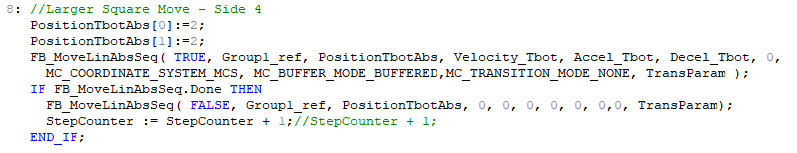 8: //Larger Square Move - Side 4
PositionTbotAbs[0]:=2;
PositionTbotAbs[1]:=2;
FB_MoveLinAbsSeq( TRUE, Group1_ref, PositionTbotAbs, Velocity_Tbot, Accel_Tbot, Decel_Tbot, 0,
MC_COORDINATE_SYSTEM_MCS, MC_BUFFER_MODE_BUFFERED,MC_TRANSITION_MODE_NONE, TransParam );
IF FB_MoveLinAbsSeq.Done THEN
FB_MoveLinAbsSeq( FALSE, Group1_ref, PositionTbotAbs, 0, 0, 0, 0, 0, 0,0, TransParam);
StepCounter := StepCounter + 1;//StepCounter + 1;
END_IF;